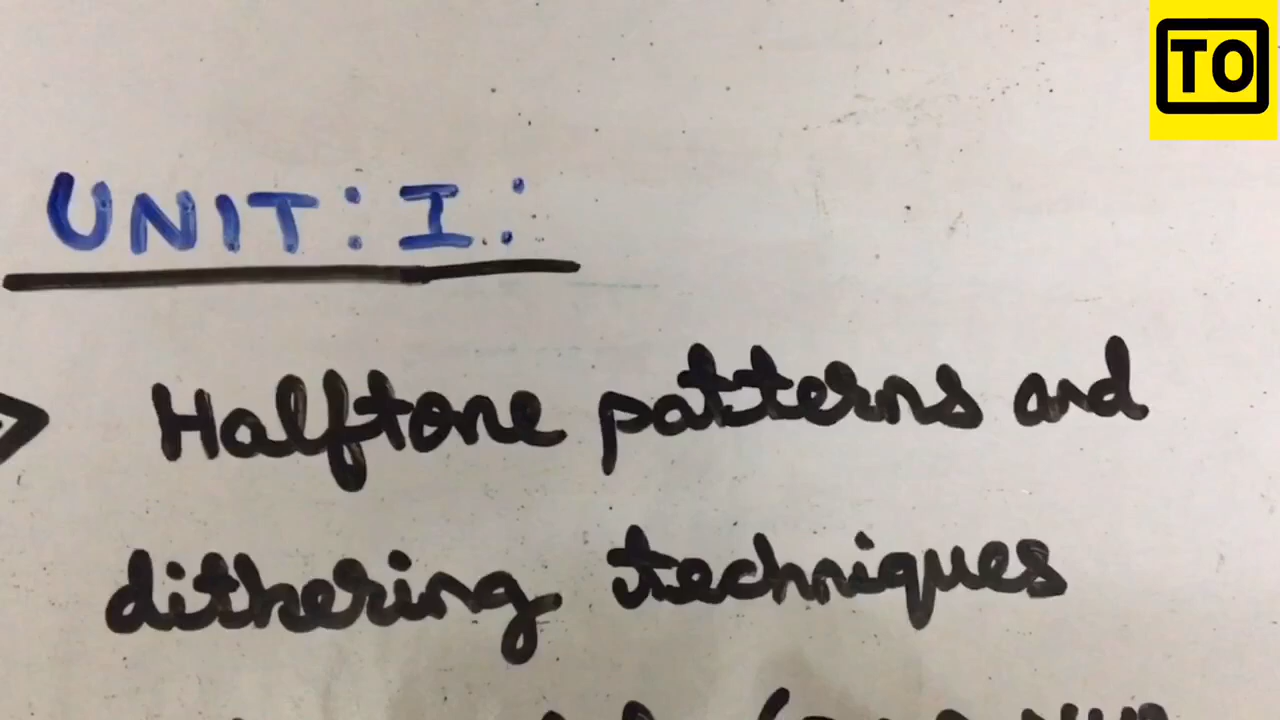 TO
UNIT: I:
Halftone patterns and
dithering techniques